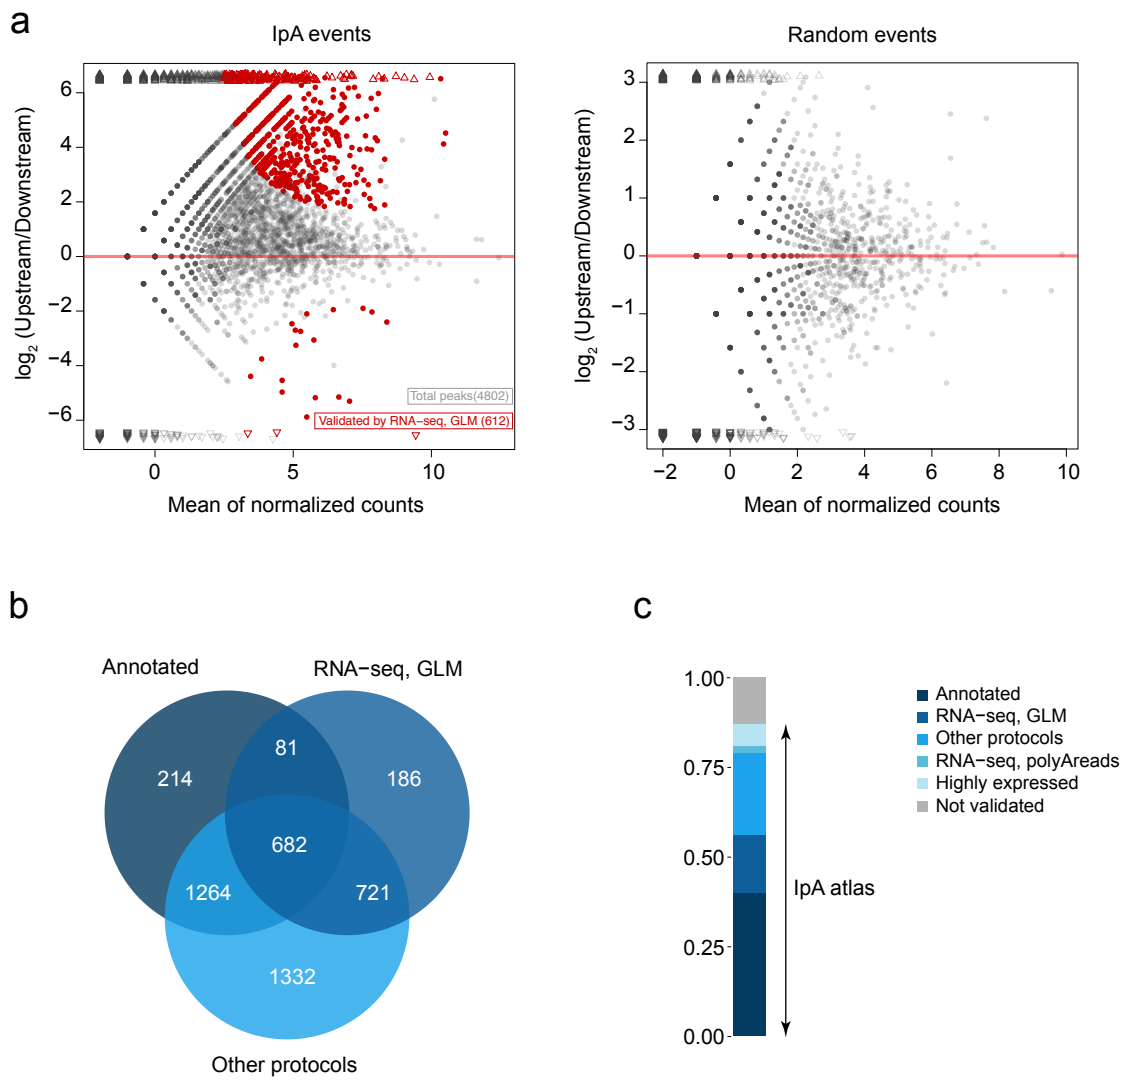 a
IpA events
Random events
log2 (Upstream/Downstream)
6
4
2
0
−2
−4
−6
Total peaks(4802)
Validated by RNA−seq, GLM (612)
0
5
10
Mean of normalized counts
log2 (Upstream/Downstream)
3
2
1
0
−1
−2
−3
−2
0
2
4
6
8
10
Mean of normalized counts
b
Annotated
RNA−seq, GLM
81
214
186
682
1264
721
1332
Other protocols
c
1.00
0.75
0.50
0.25
0.00
IpA atlas
Annotated
RNA−seq, GLM
Other protocols
RNA−seq, polyAreads
Highly expressed
Not validated